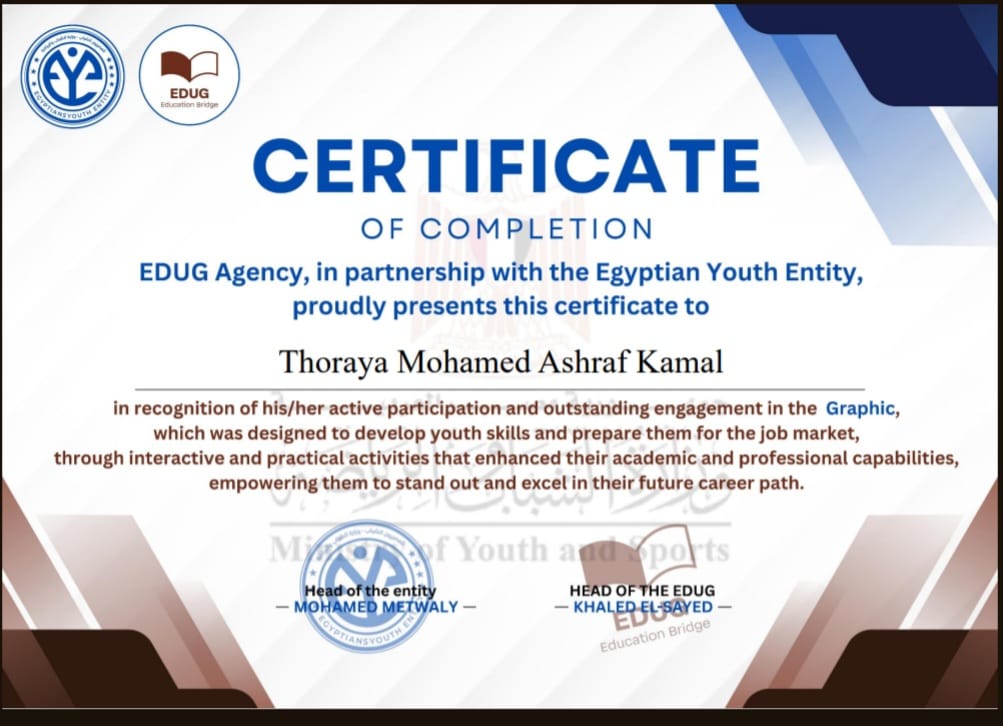 EYE
EGYPTIANSYOUTH ENTITY
EDUG
Education Bridge
CERTIFICATE
OF COMPLETION
EDUG Agency, in partnership with the Egyptian Youth Entity,
proudly presents this certificate to
Thoraya Mohamed Ashraf Kamal
in recognition of his/her active participation and outstanding engagement in the Graphic,
which was designed to develop youth skills and prepare them for the job market,
through interactive and practical activities that enhanced their academic and professional capabilities,
empowering them to stand out and excel in their future career path.
وزارة الشباب والرياضة
Ministry of Youth and Sports
Head of the entity
— MOHAMED METWALY —
EGYPTIANSYOUTH ENTITY
HEAD OF THE EDUG
— KHALED EL-SAYED —
EDUG
Education Bridge